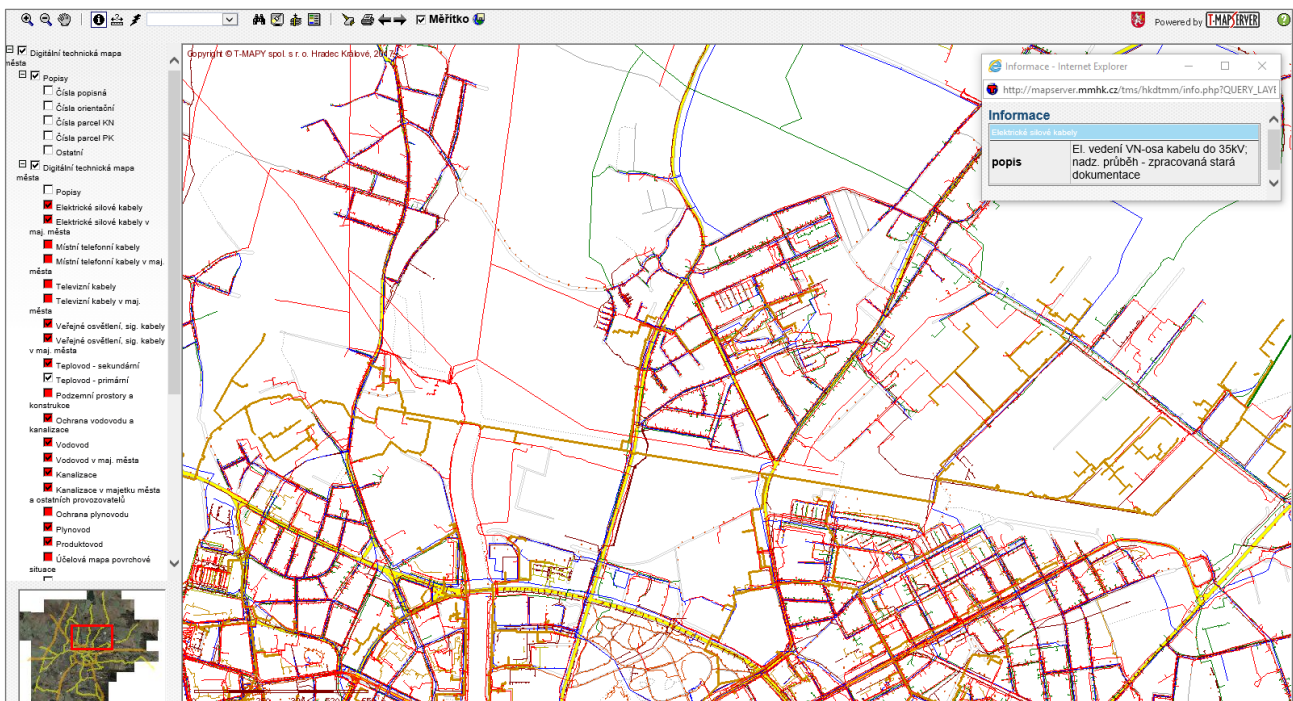 Měřítko
Powered by T-MAPSERVER
Digitální technická mapa
města
Popisy
Čísla popisná
Čísla orientační
Čísla parcel KN
Čísla parcel PK
Ostatní
Digitální technická mapa
města
Popisy
Elektrické silové kabely
Elektrické silové kabely v
maj. města
Místní telefonní kabely
Místní telefonní kabely v maj.
města
Televizní kabely
Televizní kabely v maj.
města
Veřejné osvětlení, sig. kabely
Veřejné osvětlení, sig. kabely
v maj. města
Teplovod - sekundární
Teplovod - primární
Podzemní prostory a
konstrukce
Ochrana vodovodu a
kanalizace
Vodovod
Vodovod v maj. města
Kanalizace
Kanalizace v majetku města
a ostatních provozovatelů
Ochrana plynovodu
Plynovod
Produktovod
Účelová mapa povrchové
situace
Copyright © T-MAPY spol. s r. o. Hradec Králové, 2017
Informace - Internet Explorer
http://mapserver.mmhk.cz/tms/hkdtmm/info.php?QUERY_LAYE
Informace
Elektrické silové kabely
popis
El. vedení VN-osa kabelu do 35kV;
nadz. průběh - zpracovaná stará
dokumentace